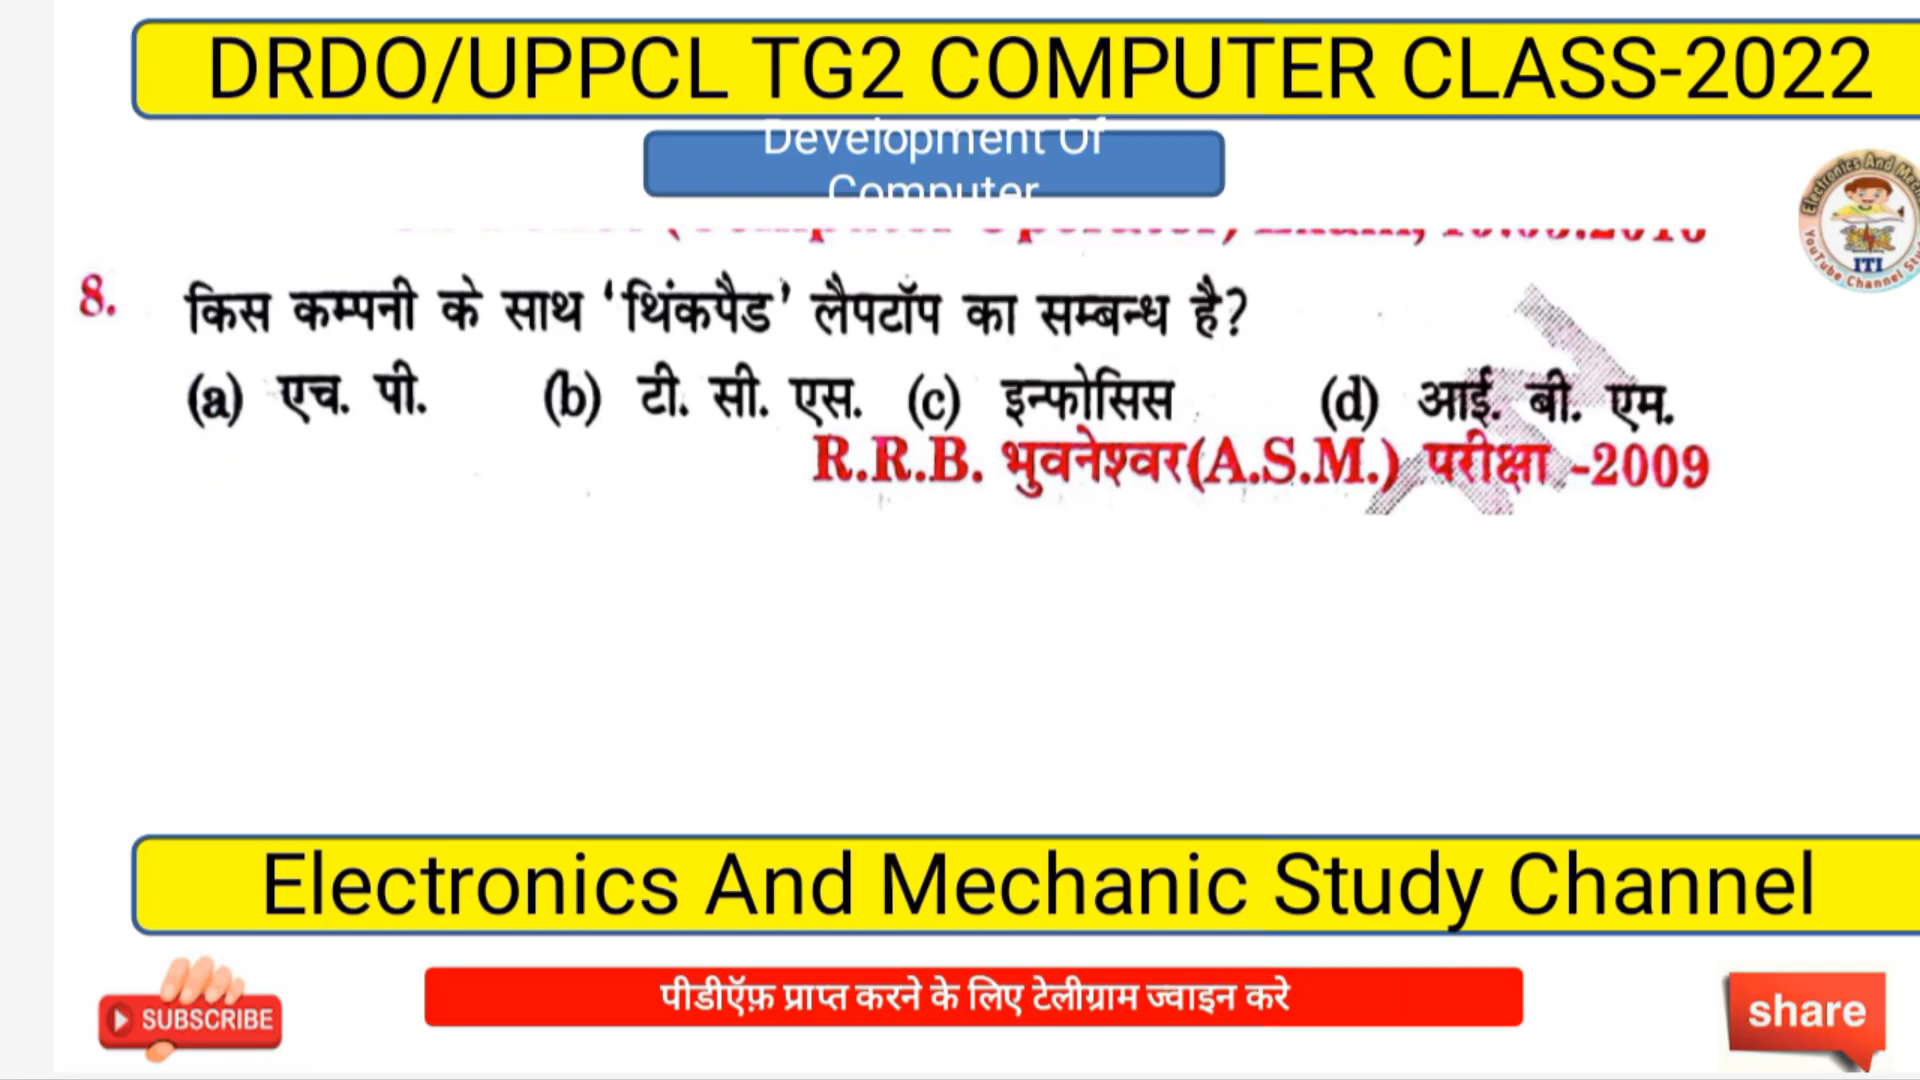 DRDO/UPPCL TG2 COMPUTER CLASS-2022
Development Of
Computer
8. किस कम्पनी के साथ 'थिंकपैड' लैपटॉप का सम्बन्ध है?
(a) एच. पी. (b) टी. सी. एस. (c) इन्फोसिस (d) आई. बी. एम.
R.R.B. भुवनेश्वर(A.S.M.) परीक्षा -2009
ITI
Electronics And Mechanic Study Channel
पीडीऍफ़ प्राप्त करने के लिए टेलीग्राम ज्वाइन करे
SUBSCRIBE
share